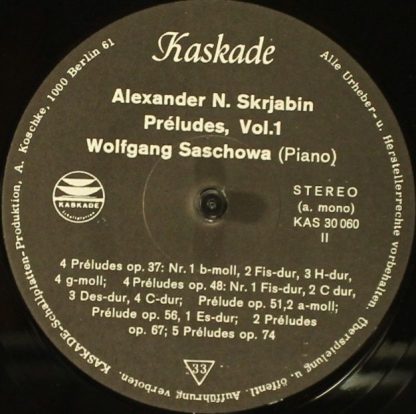 Kaskade
Alexander N. Skrjabin
Préludes, Vol.1
Wolfgang Saschowa (Piano)
KASKADE
Schallplatten
STEREO
(a. mono)
KAS 30 060
II
4 Préludes op. 37: Nr. 1 b-moll, 2 Fis-dur, 3 H-dur,
4 g-moll; 4 Préludes op. 48: Nr. 1 Fis-dur, 2 C dur,
3 Des-dur, 4 C-dur; Prélude op. 51,2 a-moll;
Prélude op. 56, 1 Es-dur; 2 Préludes
op. 67; 5 Préludes op. 74
33
KASKADE-Schallplatten-Produktion, A. Koschke, 1000 Berlin 61
Alle Urheber- u. Herstellerrechte vorbehalten. Überspielung u. öffentl. Aufführung verboten.